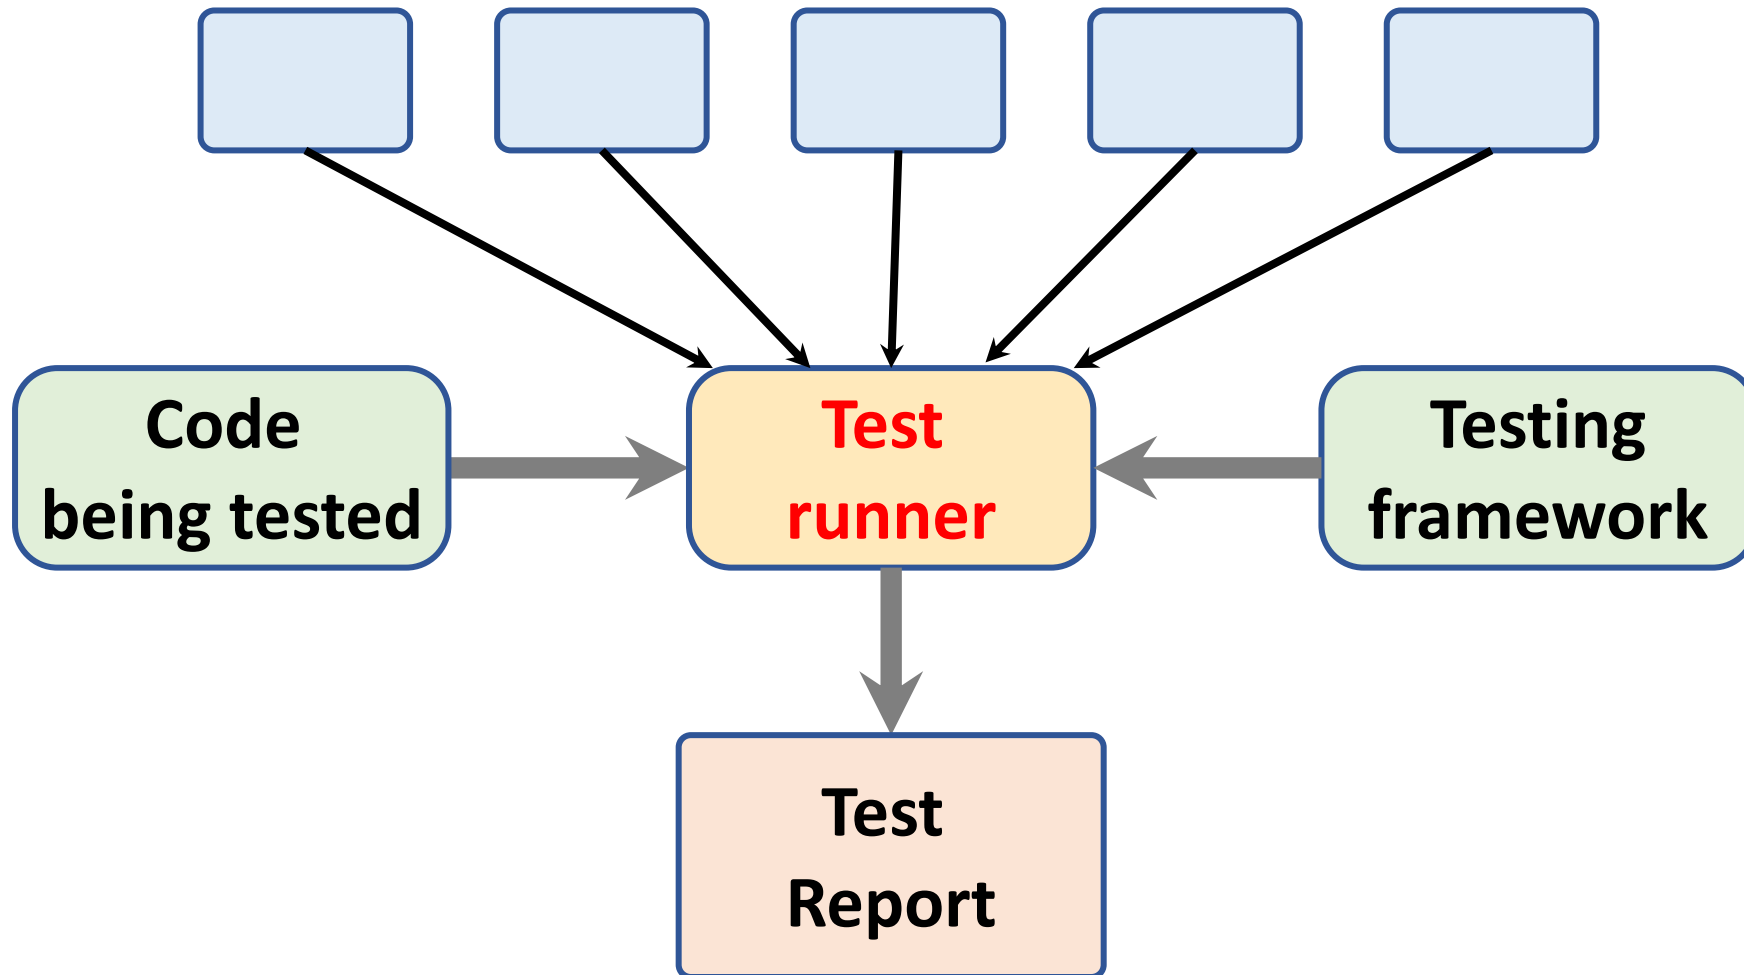 Code
being tested
Test
runner
Testing
framework
Test
Report